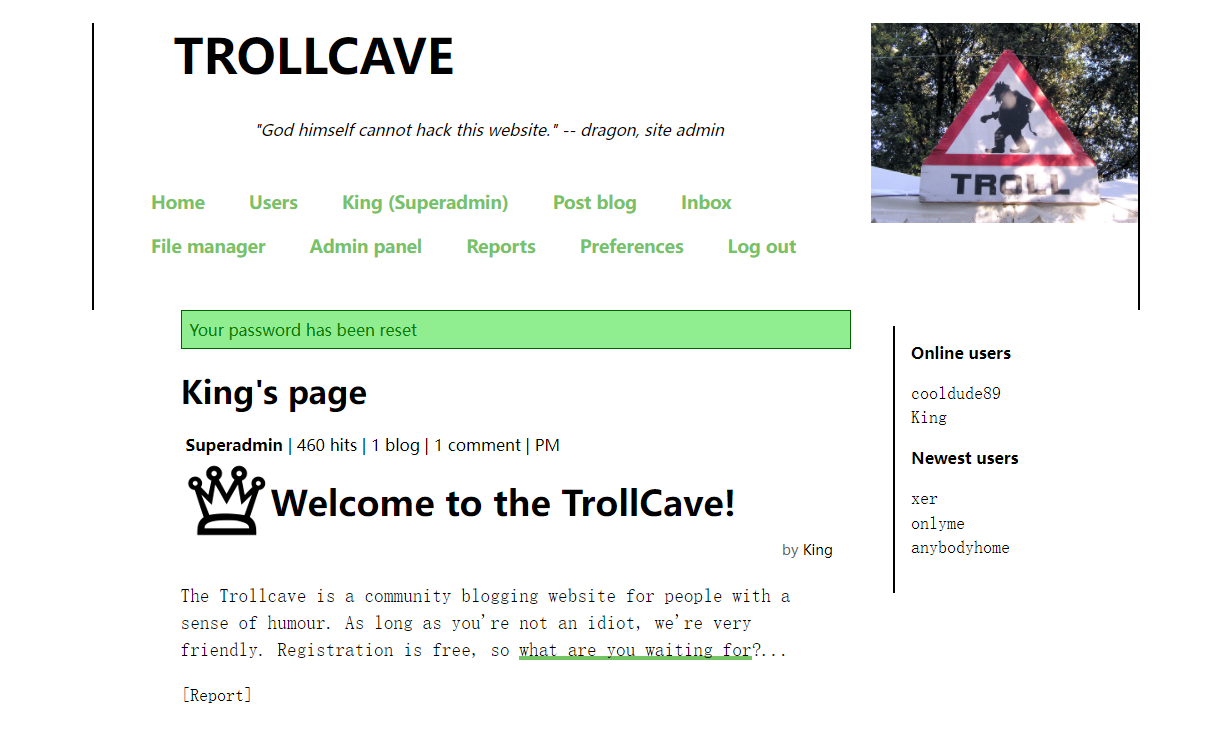 TROLLCAVE
"God himself cannot hack this website." -- dragon, site admin
TROLL
Home Users King (Superadmin) Post blog Inbox
File manager Admin panel Reports Preferences Log out
Your password has been reset
King's page
Superadmin | 460 hits | 1 blog | 1 comment | PM
Welcome to the TrollCave!
by King
The Trollcave is a community blogging website for people with a
sense of humour. As long as you're not an idiot, we're very
friendly. Registration is free, so what are you waiting for?...
[Report]
Online users
cooldude89
King
Newest users
xer
onlyme
anybodyhome